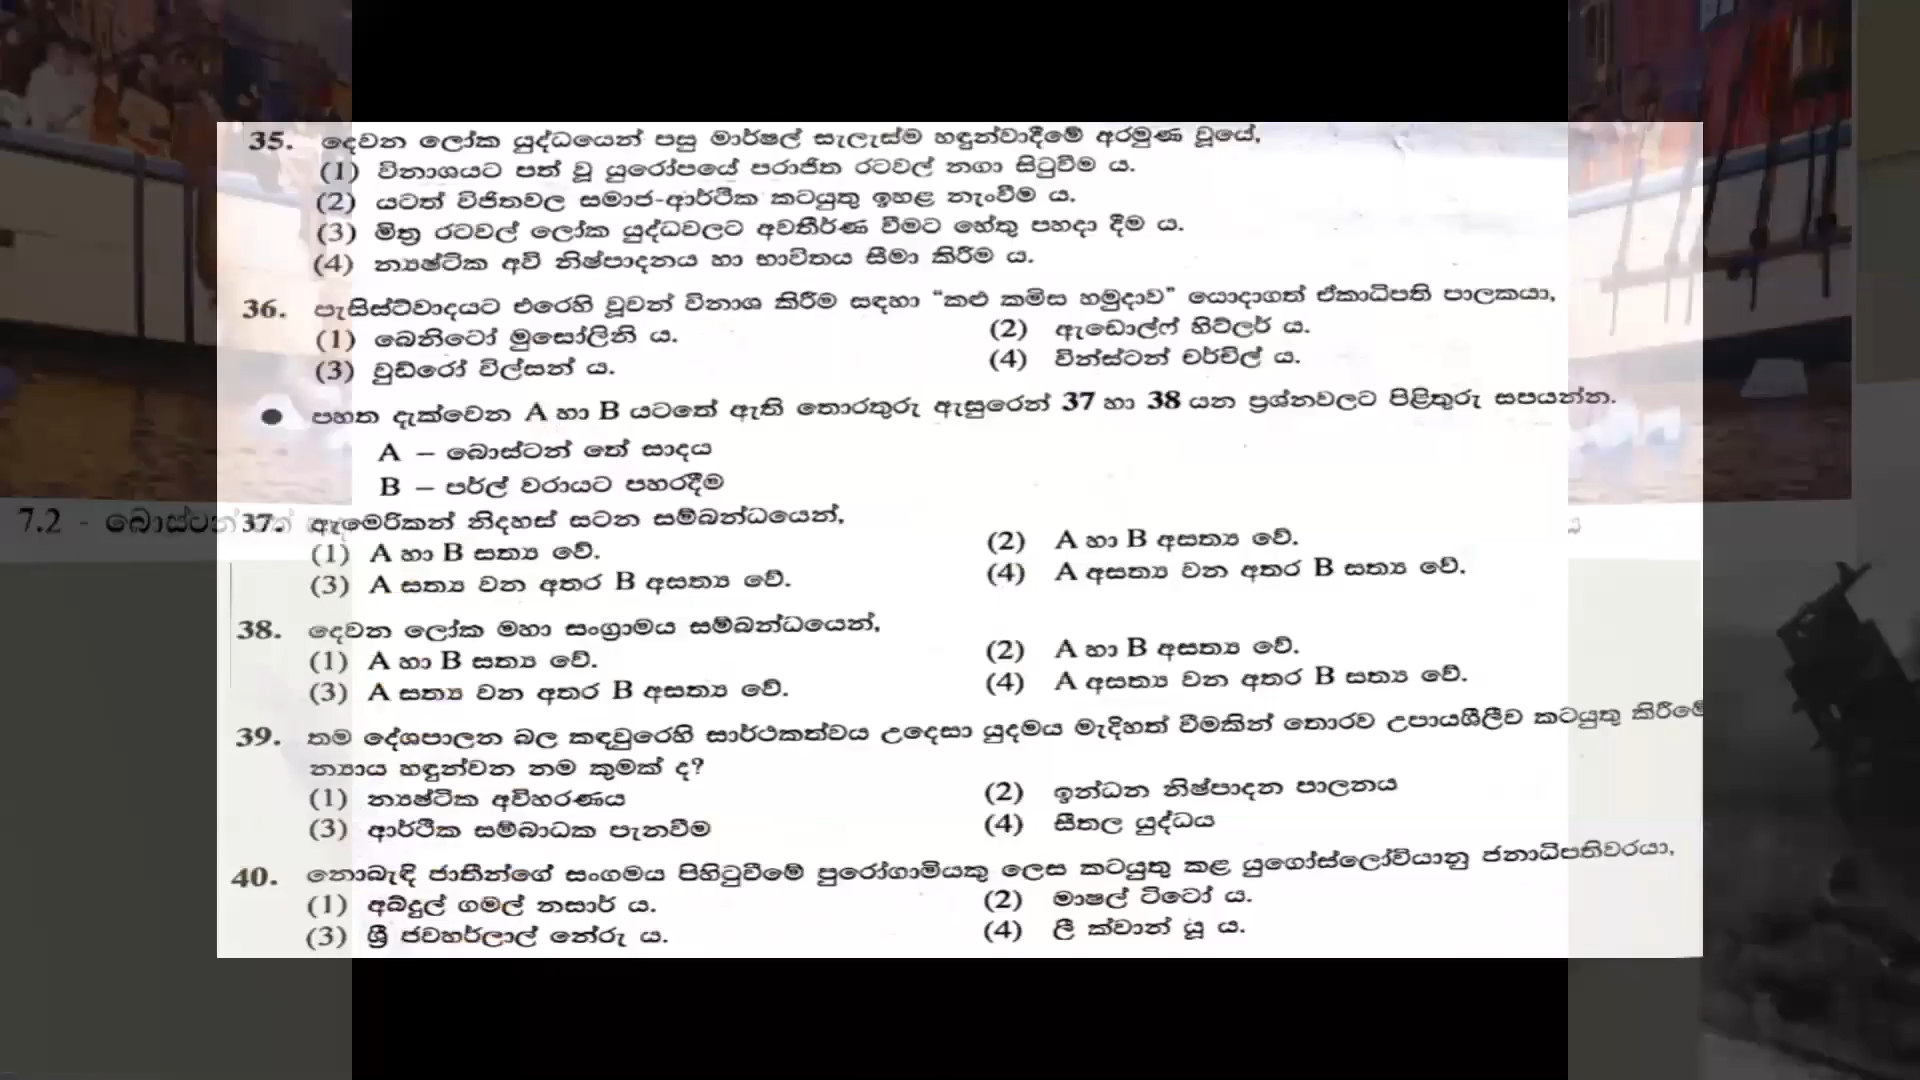 35. දෙවන ලෝක යුද්ධයෙන් පසු මාර්ෂල් සැලැස්ම හඳුන්වාදීමේ අරමුණ වූයේ,
(1) විනාශයට පත් වූ යුරෝපයේ පරාජිත රටවල් නගා සිටුවීම ය.
(2) යටත් විජිතවල සමාජ-ආර්ථික කටයුතු ඉහළ නැංවීම ය.
(3) මිත්‍ර රටවල් ලෝක යුද්ධවලට අවතීර්ණ වීමට හේතු පහදා දීම ය.
(4) න්‍යෂ්ටික අවි නිෂ්පාදනය හා භාවිතය සීමා කිරීම ය.
36. පැසිස්ට්වාදයට එරෙහි වූවන් විනාශ කිරීම සඳහා “කළු කමිස හමුදාව” යොදාගත් ඒකාධිපති පාලකයා,
(1) බෙනිටෝ මුසෝලිනි ය. (2) ඇඩොල්ෆ් හිට්ලර් ය.
(3) වුඩ්රෝ විල්සන් ය. (4) වින්ස්ටන් චර්චිල් ය.
● පහත දැක්වෙන A හා B යටතේ ඇති තොරතුරු ඇසුරෙන් 37 හා 38 යන ප්‍රශ්නවලට පිළිතුරු සපයන්න.
A – බොස්ටන් තේ සාදය
B – පර්ල් වරායට පහරදීම
7.2 - බොස්ටන්
37. ඇමෙරිකන් නිදහස් සටන සම්බන්ධයෙන්,
(1) A හා B සත්‍ය වේ. (2) A හා B අසත්‍ය වේ.
(3) A සත්‍ය වන අතර B අසත්‍ය වේ. (4) A අසත්‍ය වන අතර B සත්‍ය වේ.
38. දෙවන ලෝක මහා සංග්‍රාමය සම්බන්ධයෙන්,
(1) A හා B සත්‍ය වේ. (2) A හා B අසත්‍ය වේ.
(3) A සත්‍ය වන අතර B අසත්‍ය වේ. (4) A අසත්‍ය වන අතර B සත්‍ය වේ.
39. තම දේශපාලන බල කඳවුරෙහි සාර්ථකත්වය උදෙසා යුදමය මැදිහත් වීමකින් තොරව උපායශීලීව කටයුතු කිරීමේ
න්‍යාය හඳුන්වන නම කුමක් ද?
(1) න්‍යෂ්ටික අවිහරණය (2) ඉන්ධන නිෂ්පාදන පාලනය
(3) ආර්ථික සම්බාධක පැනවීම (4) සීතල යුද්ධය
40. නොබැඳි ජාතීන්ගේ සංගමය පිහිටුවීමේ පුරෝගාමියකු ලෙස කටයුතු කළ යුගෝස්ලෝවියානු ජනාධිපතිවරයා,
(1) අබ්දුල් ගමල් නසාර් ය. (2) මාෂල් ටිටෝ ය.
(3) ශ්‍රී ජවහර්ලාල් නේරු ය. (4) ලී ක්වාන් යූ ය.